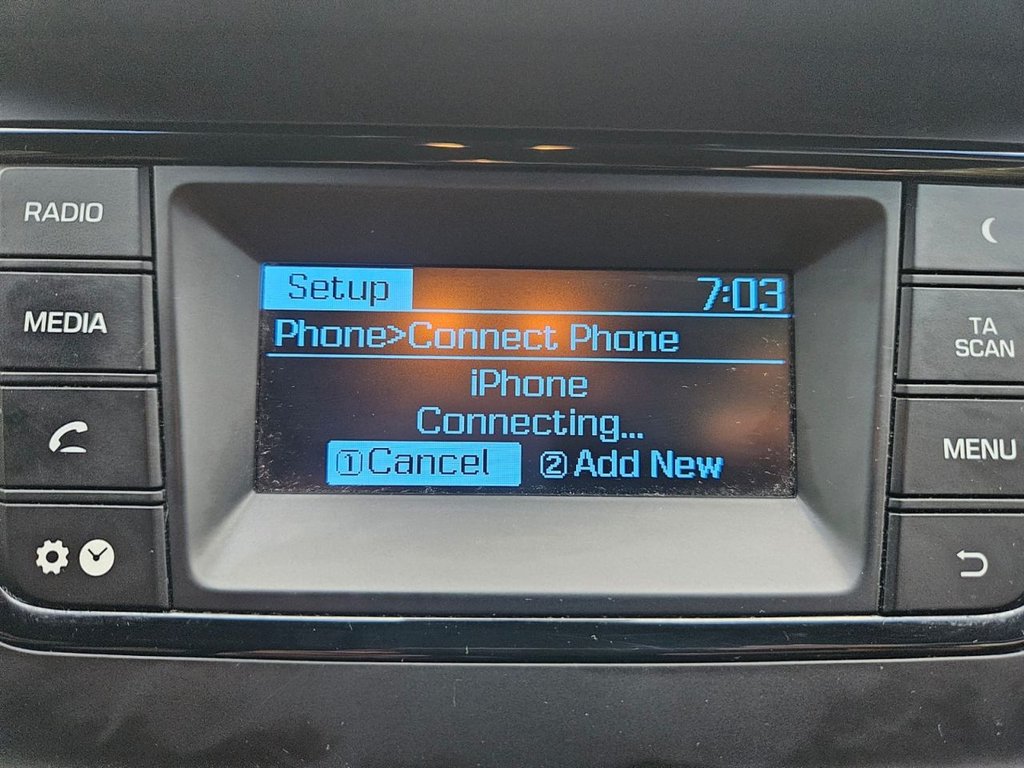 RADIO
MEDIA
Setup 7:03
Phone>Connect Phone
iPhone
Connecting...
①Cancel ②Add New
TA
SCAN
MENU